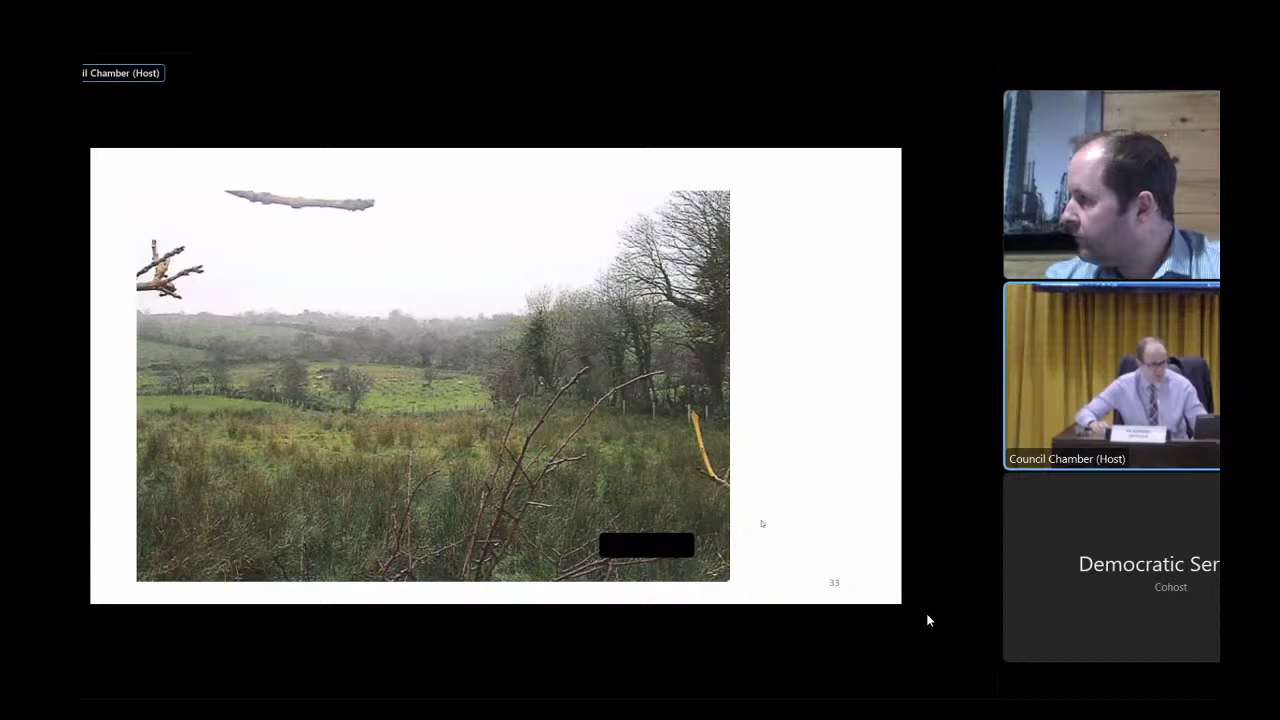 il Chamber (Host)
33
Council Chamber (Host)
Democratic Ser
Cohost